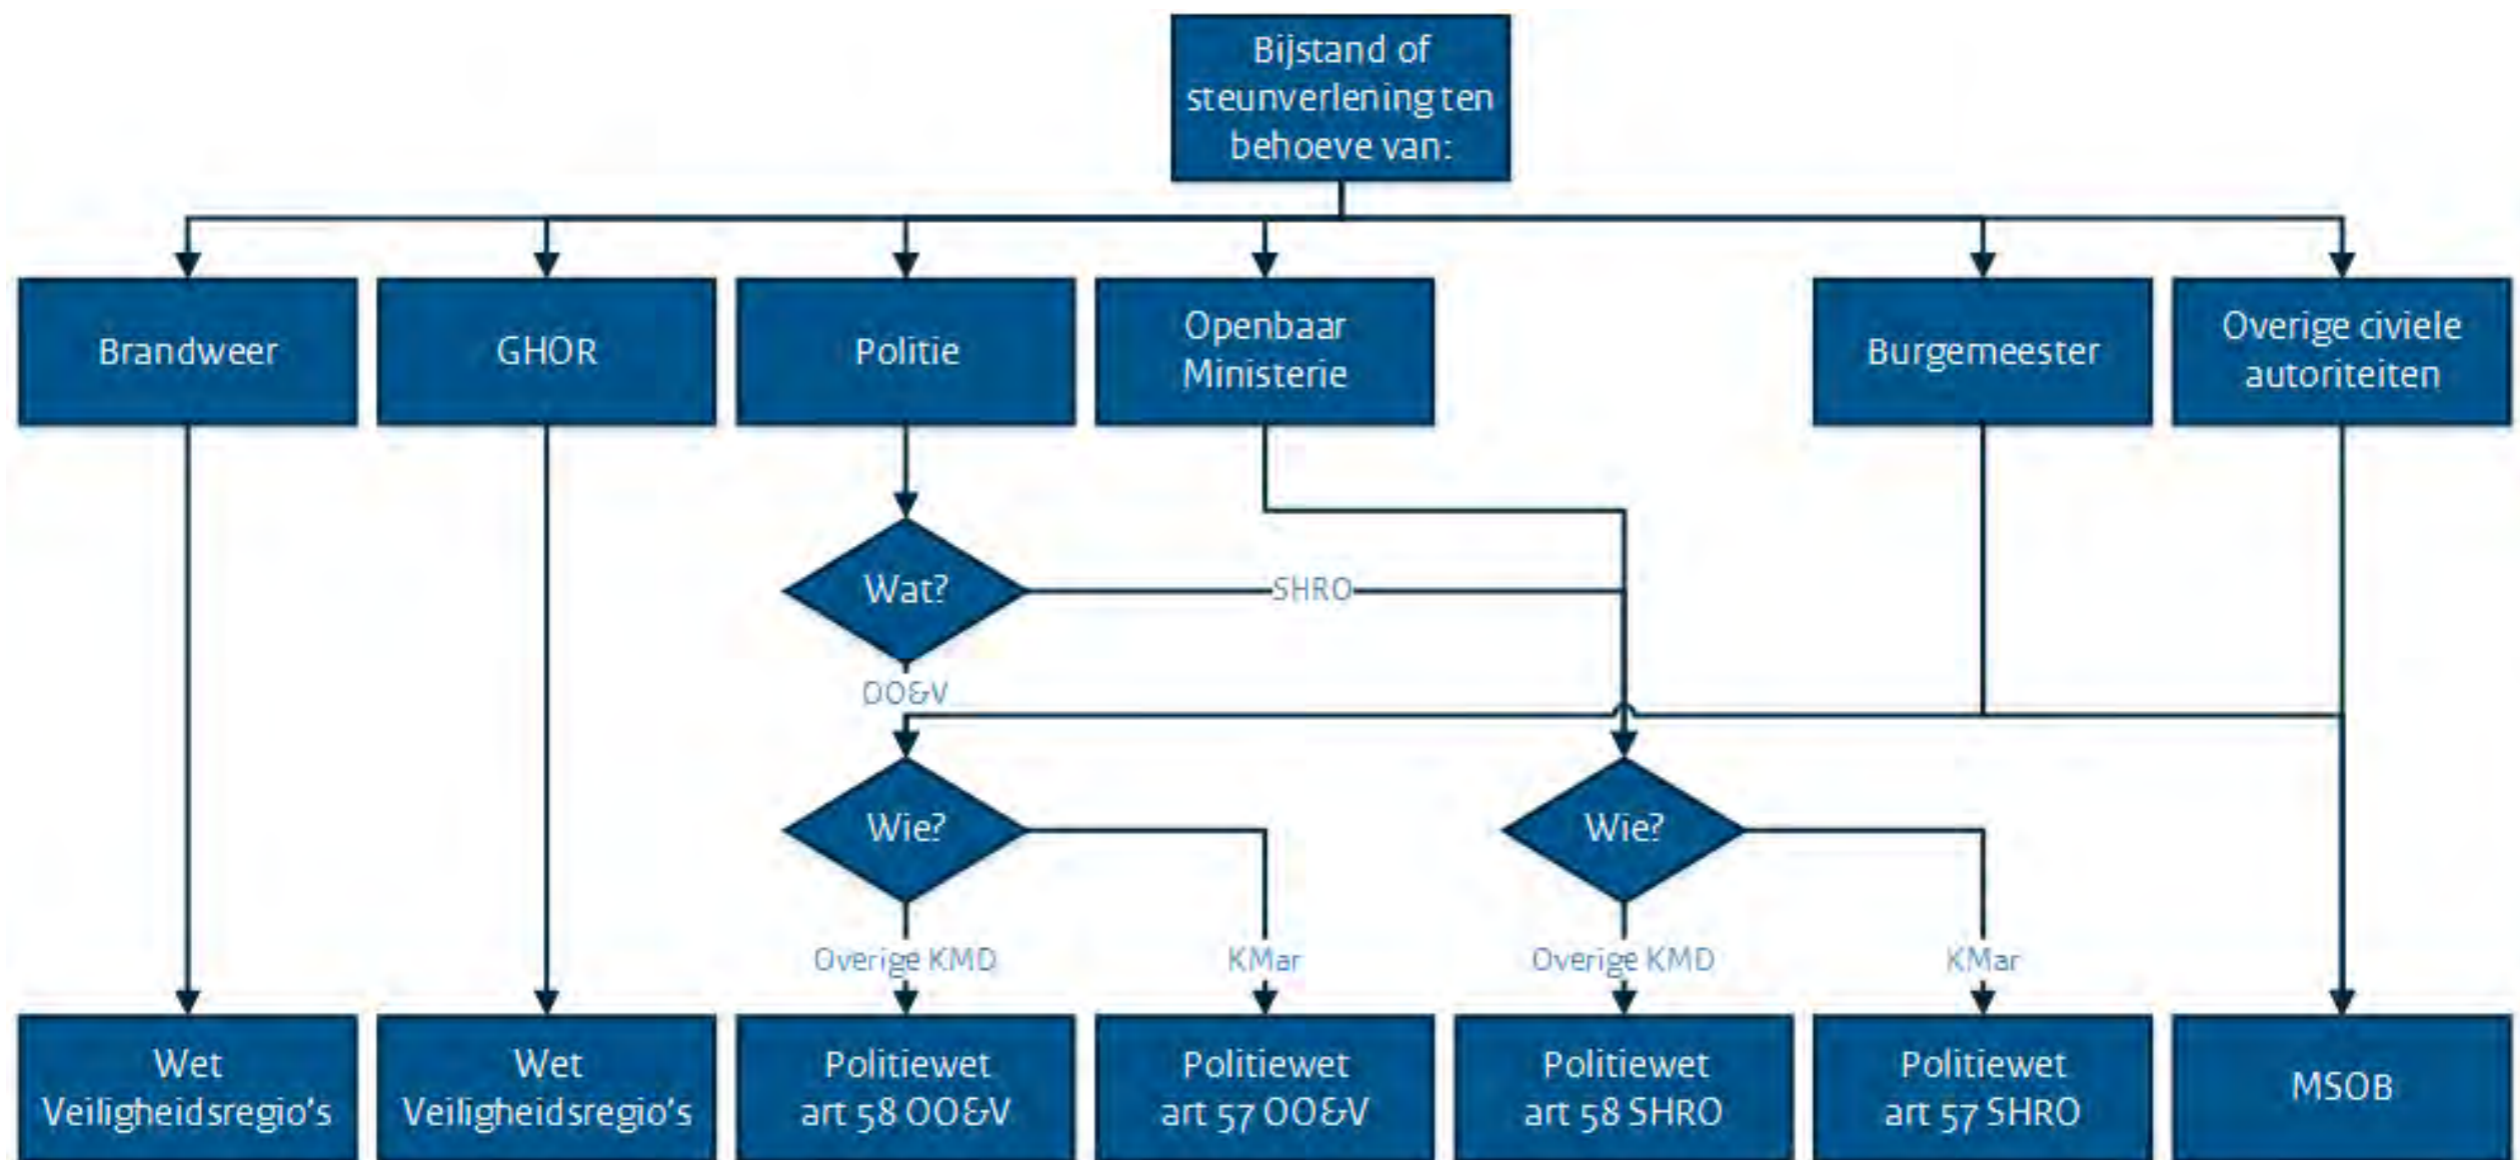 Bijstand of
steunverlening ten
behoeve van:
Brandweer
GHOR
Politie
Openbaar
Ministerie
Burgemeester
Overige civiele
autoriteiten
Wat?
SHRO
OO&V
Wie?
Wie?
Overige KMD
KMar
Overige KMD
KMar
Wet
Veiligheidsregio's
Wet
Veiligheidsregio's
Politiewet
art 58 OO&V
Politiewet
art 57 OO&V
Politiewet
art 58 SHRO
Politiewet
art 57 SHRO
MSOB